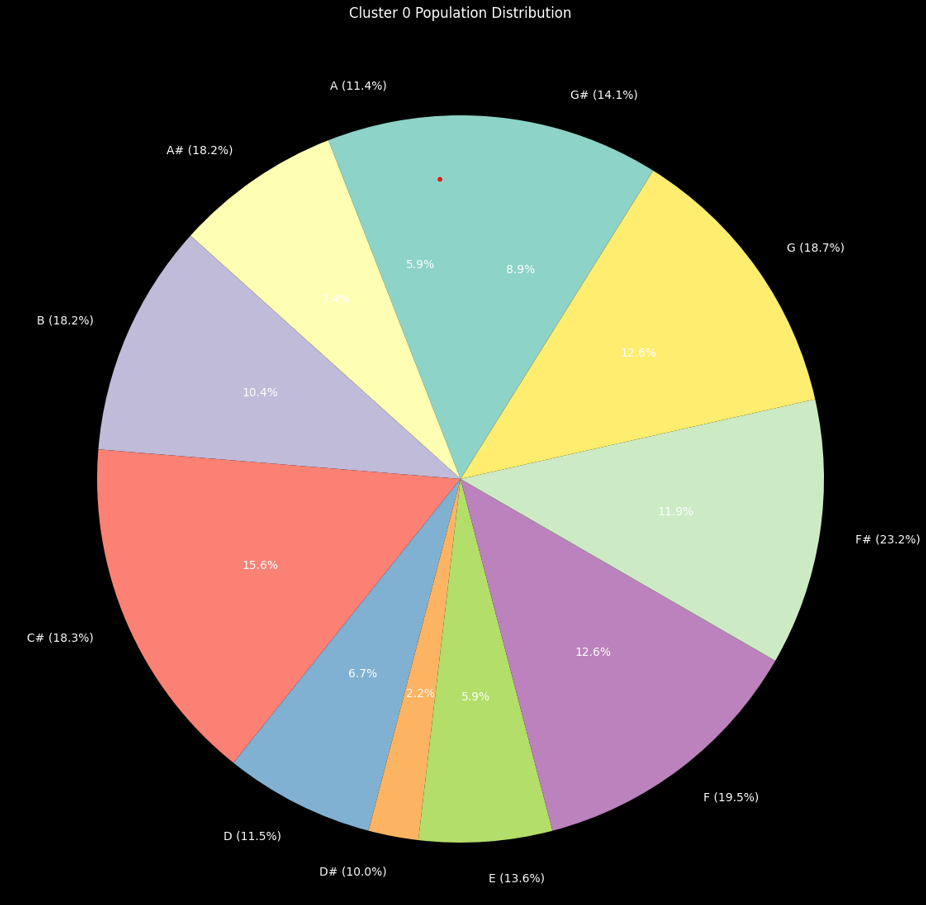 Cluster 0 Population Distribution
A (11.4%)
G# (14.1%)
A# (18.2%)
G (18.7%)
B (18.2%)
F# (23.2%)
C# (18.3%)
F (19.5%)
D (11.5%)
D# (10.0%)
E (13.6%)
5.9%
8.9%
7.4%
12.6%
10.4%
11.9%
15.6%
12.6%
6.7%
2.2%
5.9%